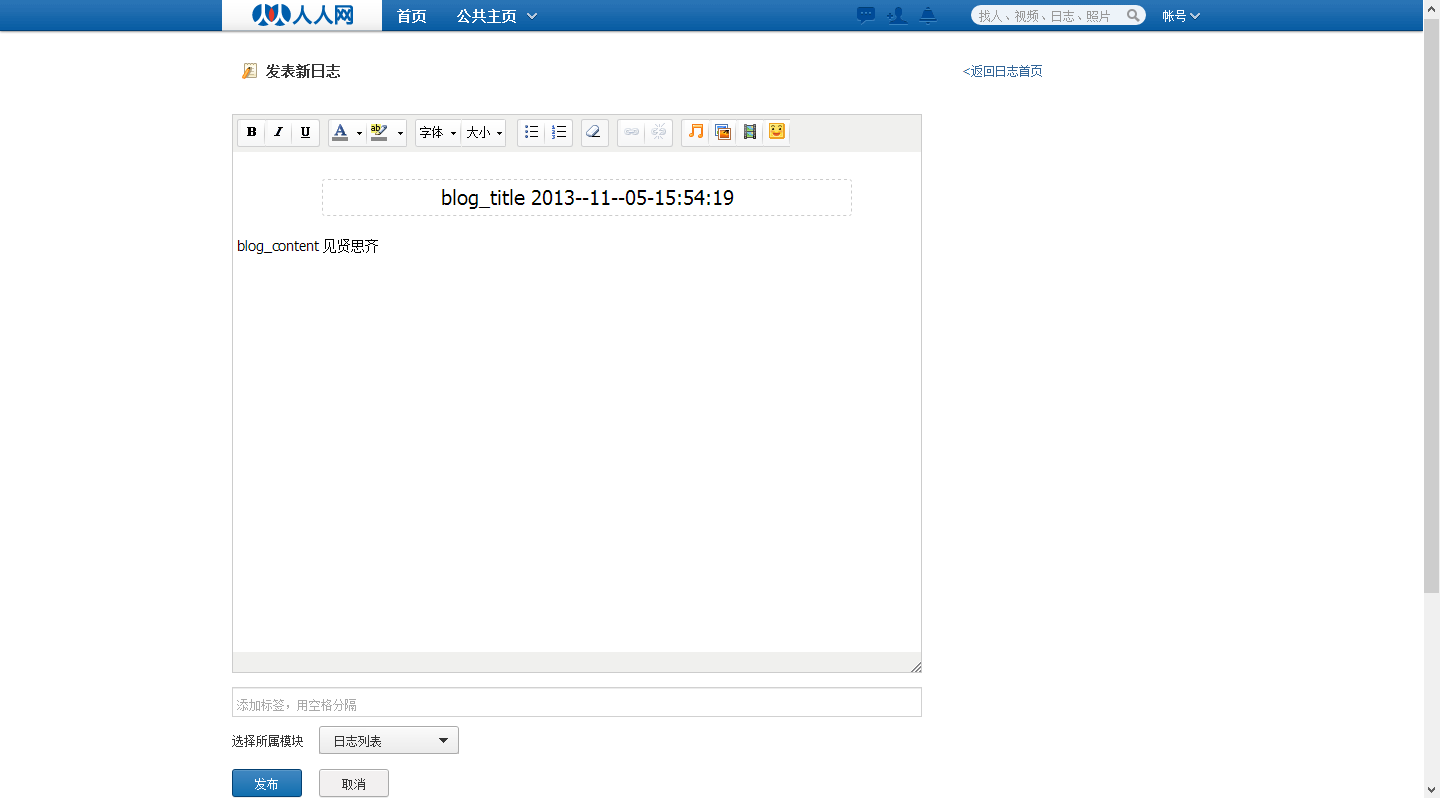 人人网 首页 公共主页 找人、视频、日志、照片 帐号
发表新日志 <返回日志首页
B I U A ab 字体 大小
blog_title 2013--11--05-15:54:19
blog_content 见贤思齐
添加标签，用空格分隔
选择所属模块 日志列表
发布 取消